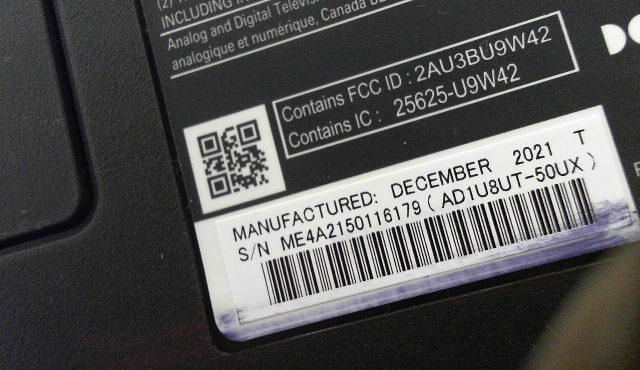 INCLUDING IN
Analog and Digital Televis
analogique et numérique, Canada
Contains FCC ID : 2AU3BU9W42
Contains IC : 25625-U9W42
MANUFACTURED: DECEMBER 2021 T
S/N ME4A2150116179 ( AD1U8UT-50UX )